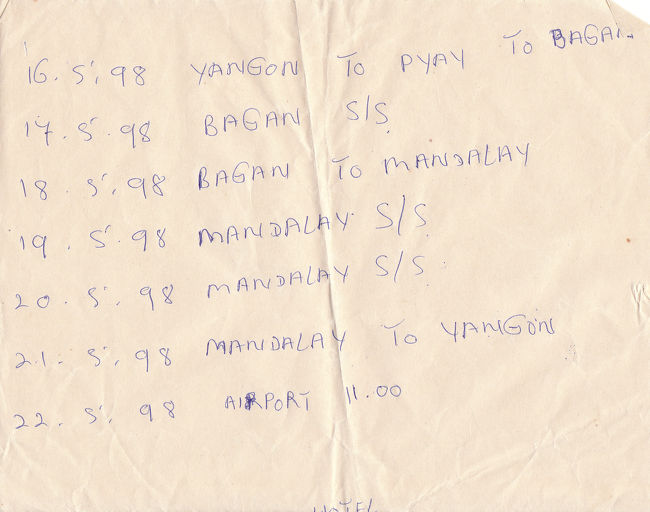 16. 5. 98 YANGON TO PYAY TO BAGAN
17. 5. 98 BAGAN S/S
18. 5. 98 BAGAN TO MANDALAY
19. 5. 98 MANDALAY S/S
20. 5. 98 MANDALAY S/S
21. 5. 98 MANDALAY TO YANGON
22. 5. 98 AIRPORT 11.00
HOTEL